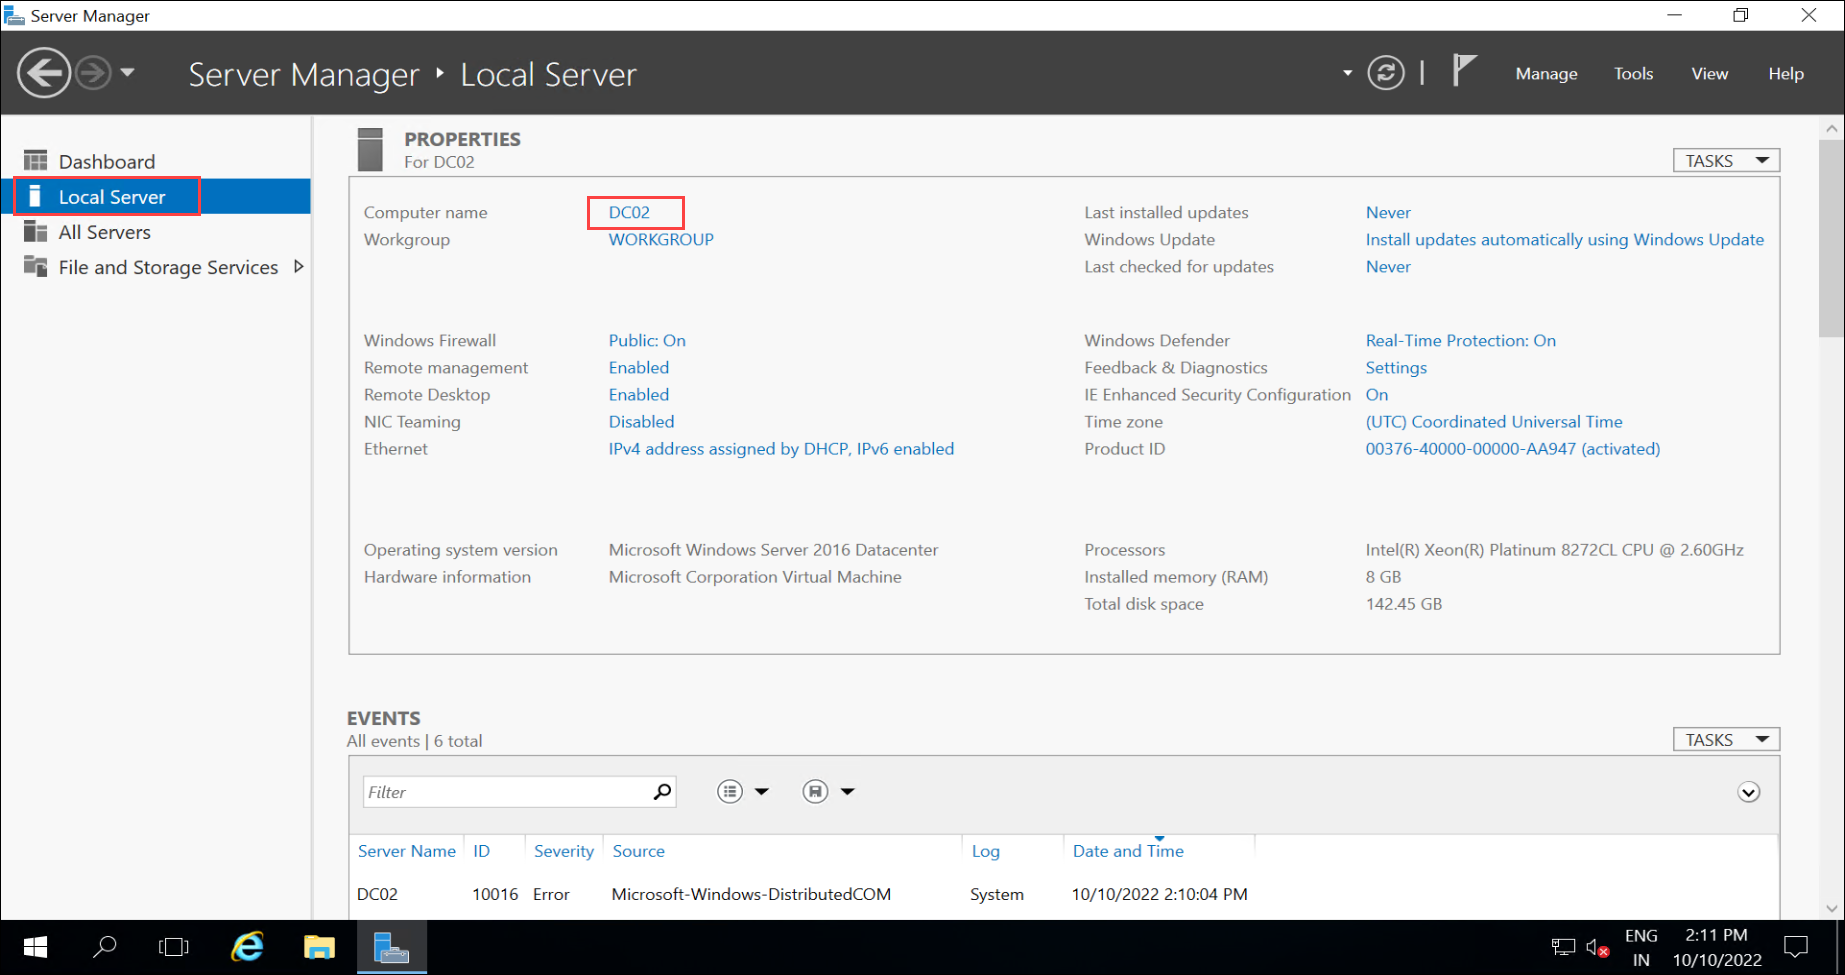 Server Manager
Server Manager ‣ Local Server
Manage Tools View Help
Dashboard
Local Server
All Servers
File and Storage Services
PROPERTIES
For DC02
TASKS
Computer name DC02
Workgroup WORKGROUP
Last installed updates Never
Windows Update Install updates automatically using Windows Update
Last checked for updates Never
Windows Firewall Public: On
Remote management Enabled
Remote Desktop Enabled
NIC Teaming Disabled
Ethernet IPv4 address assigned by DHCP, IPv6 enabled
Windows Defender Real-Time Protection: On
Feedback & Diagnostics Settings
IE Enhanced Security Configuration On
Time zone (UTC) Coordinated Universal Time
Product ID 00376-40000-00000-AA947 (activated)
Operating system version Microsoft Windows Server 2016 Datacenter
Hardware information Microsoft Corporation Virtual Machine
Processors Intel(R) Xeon(R) Platinum 8272CL CPU @ 2.60GHz
Installed memory (RAM) 8 GB
Total disk space 142.45 GB
EVENTS
All events | 6 total
TASKS
Filter
Server Name ID Severity Source Log Date and Time
DC02 10016 Error Microsoft-Windows-DistributedCOM System 10/10/2022 2:10:04 PM
ENG
IN
2:11 PM
10/10/2022